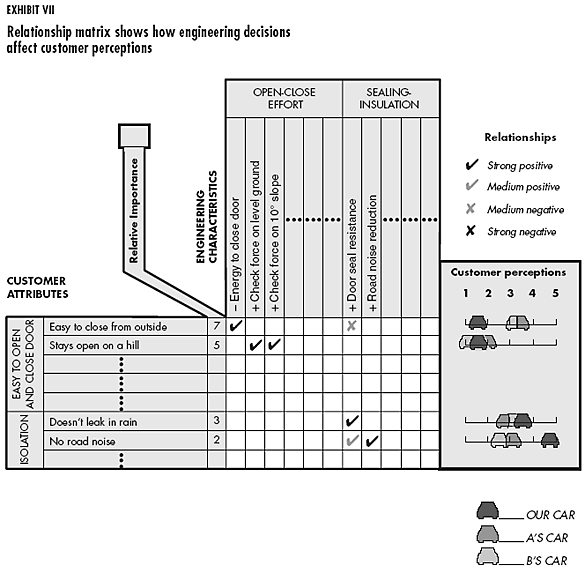 EXHIBIT VII
Relationship matrix shows how engineering decisions
affect customer perceptions
OPEN-CLOSE
EFFORT
SEALING-
INSULATION
Relative Importance
ENGINEERING
CHARACTERISTICS
– Energy to close door
+ Check force on level ground
+ Check force on 10° slope
+ Door seal resistance
+ Road noise reduction
Relationships
Strong positive
Medium positive
Medium negative
Strong negative
CUSTOMER
ATTRIBUTES
Customer perceptions
1 2 3 4 5
EASY TO OPEN
AND CLOSE DOOR
Easy to close from outside 7
Stays open on a hill 5
ISOLATION
Doesn't leak in rain 3
No road noise 2
OUR CAR
A'S CAR
B'S CAR